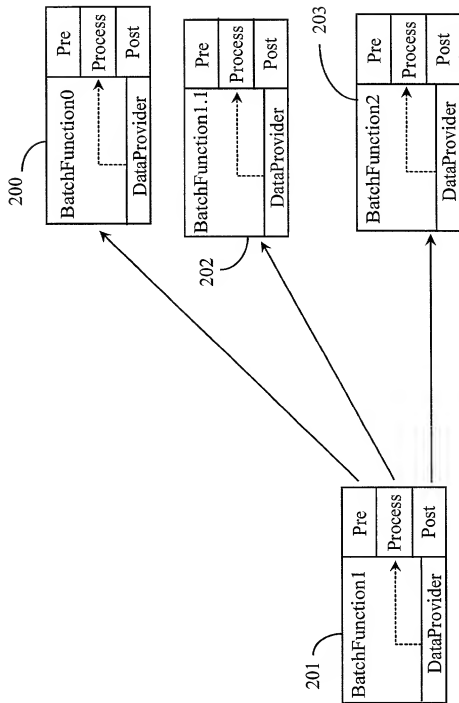 200
BatchFunction0
Pre
Process
Post
DataProvider
202
BatchFunction1.1
Pre
Process
Post
DataProvider
203
BatchFunction2
Pre
Process
Post
DataProvider
201
BatchFunction1
Pre
Process
Post
DataProvider